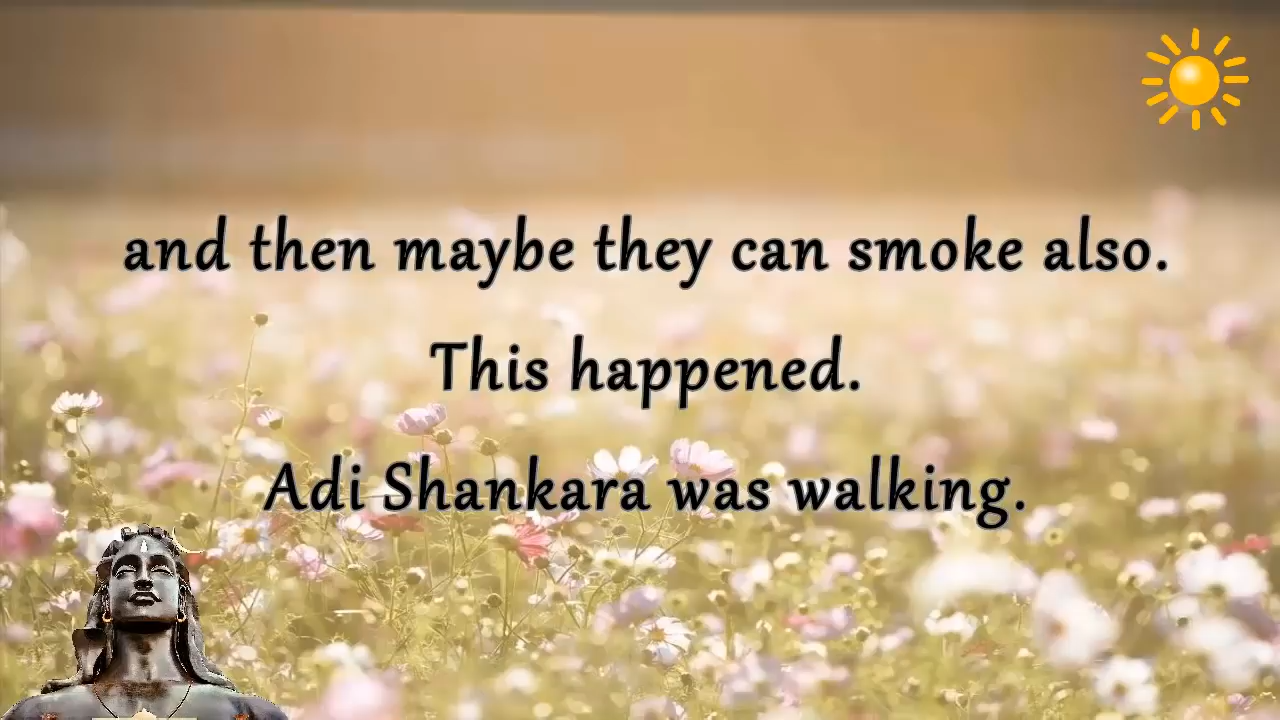 and then maybe they can smoke also.
This happened.
Adi Shankara was walking.